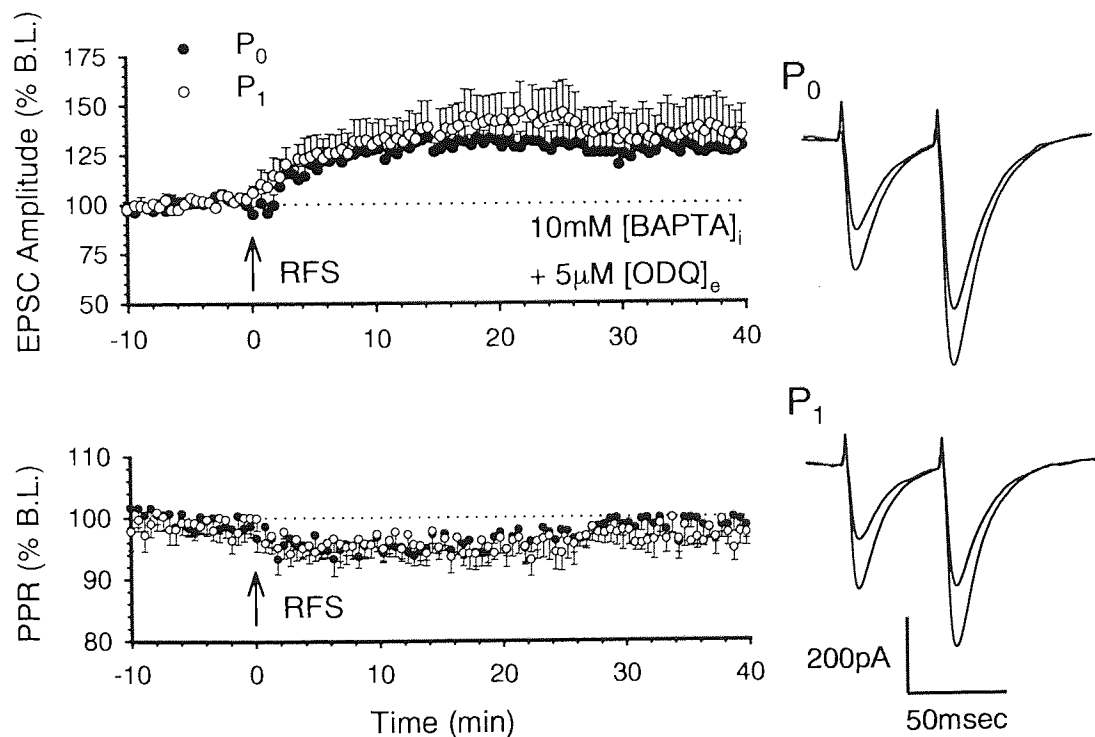 P0
P1
EPSC Amplitude (% B.L.)
175
150
125
100
75
50
RFS
10mM [BAPTA]i
+ 5μM [ODQ]e
-10 0 10 20 30 40
PPR (% B.L.)
110
100
90
80
RFS
-10 0 10 20 30 40
Time (min)
P0
P1
200pA
50msec